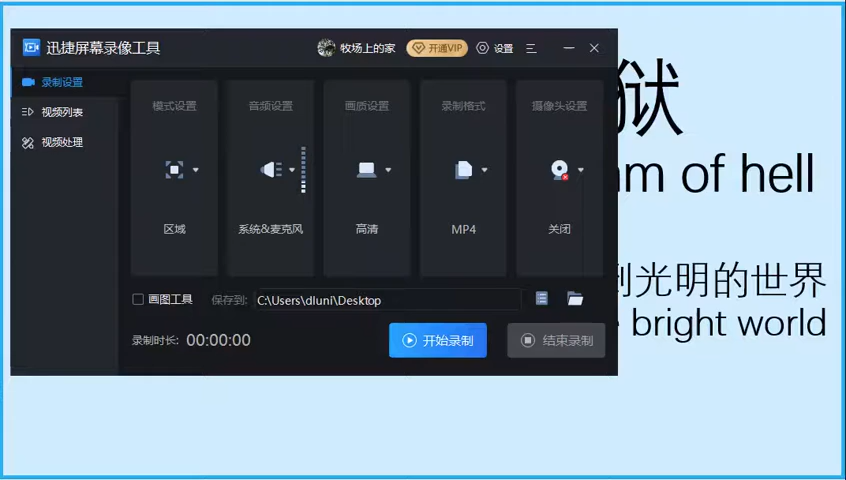 迅捷屏幕录像工具
牧场上的家
开通VIP
设置
录制设置
视频列表
视频处理
模式设置
音频设置
画质设置
录制格式
摄像头设置
区域
系统&麦克风
高清
MP4
关闭
画图工具
保存到:
C:\Users\dluni\Desktop
录制时长:
00:00:00
开始录制
结束录制
狱
of hell
光明的世界
bright world